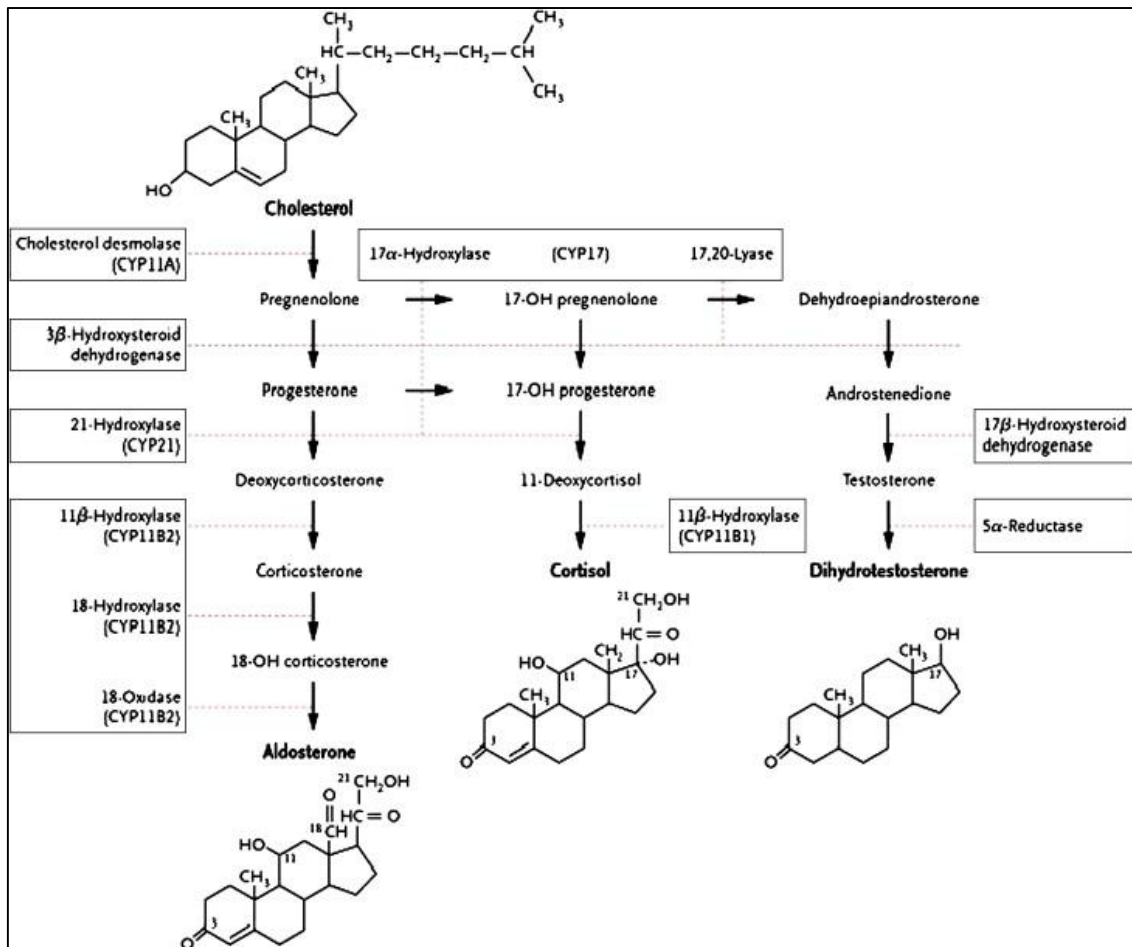 CH₃
HC—CH₂—CH₂—CH₂—CH
CH₃
CH₃
CH₃
HO
Cholesterol
Cholesterol desmolase
(CYP11A)
17α-Hydroxylase (CYP17) 17,20-Lyase
Pregnenolone 17-OH pregnenolone Dehydroepiandrosterone
3β-Hydroxysteroid
dehydrogenase
Progesterone 17-OH progesterone Androstenedione
21-Hydroxylase
(CYP21)
17β-Hydroxysteroid
dehydrogenase
Deoxycorticosterone 11-Deoxycortisol Testosterone
11β-Hydroxylase
(CYP11B2)
11β-Hydroxylase
(CYP11B1)
5α-Reductase
Corticosterone Cortisol Dihydrotestosterone
18-Hydroxylase
(CYP11B2)
18-OH corticosterone
18-Oxidase
(CYP11B2)
Aldosterone
²¹CH₂OH
HC=O
HO
11
CH₂
17
OH
CH₃
3
O
OH
CH₃
17
CH₃
3
O
²¹CH₂OH
O
HC=O
¹⁸CH
HO
11
CH₃
3
O